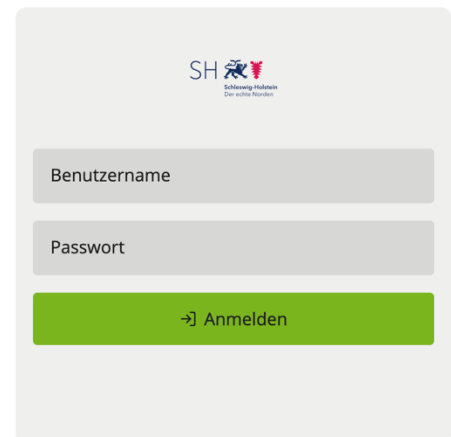 SH
Schleswig-Holstein
Der echte Norden
Benutzername
Passwort
Anmelden